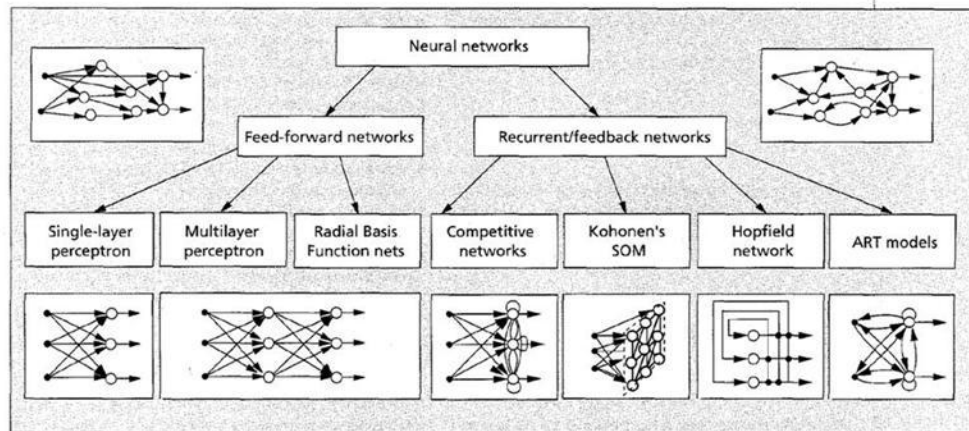 Neural networks
Feed-forward networks
Recurrent/feedback networks
Single-layer
perceptron
Multilayer
perceptron
Radial Basis
Function nets
Competitive
networks
Kohonen's
SOM
Hopfield
network
ART models